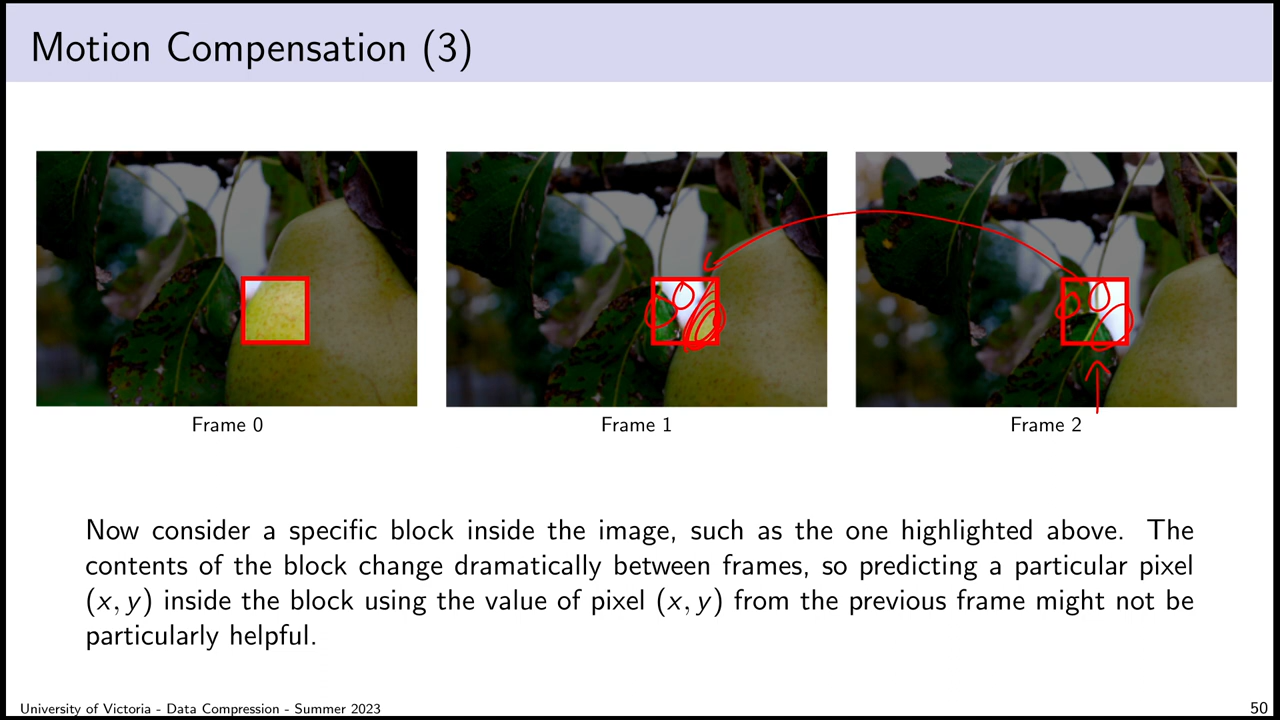 Motion Compensation (3)
Frame 0
Frame 1
Frame 2
Now consider a specific block inside the image, such as the one highlighted above. The
contents of the block change dramatically between frames, so predicting a particular pixel
(x, y) inside the block using the value of pixel (x, y) from the previous frame might not be
particularly helpful.
University of Victoria - Data Compression - Summer 2023
50